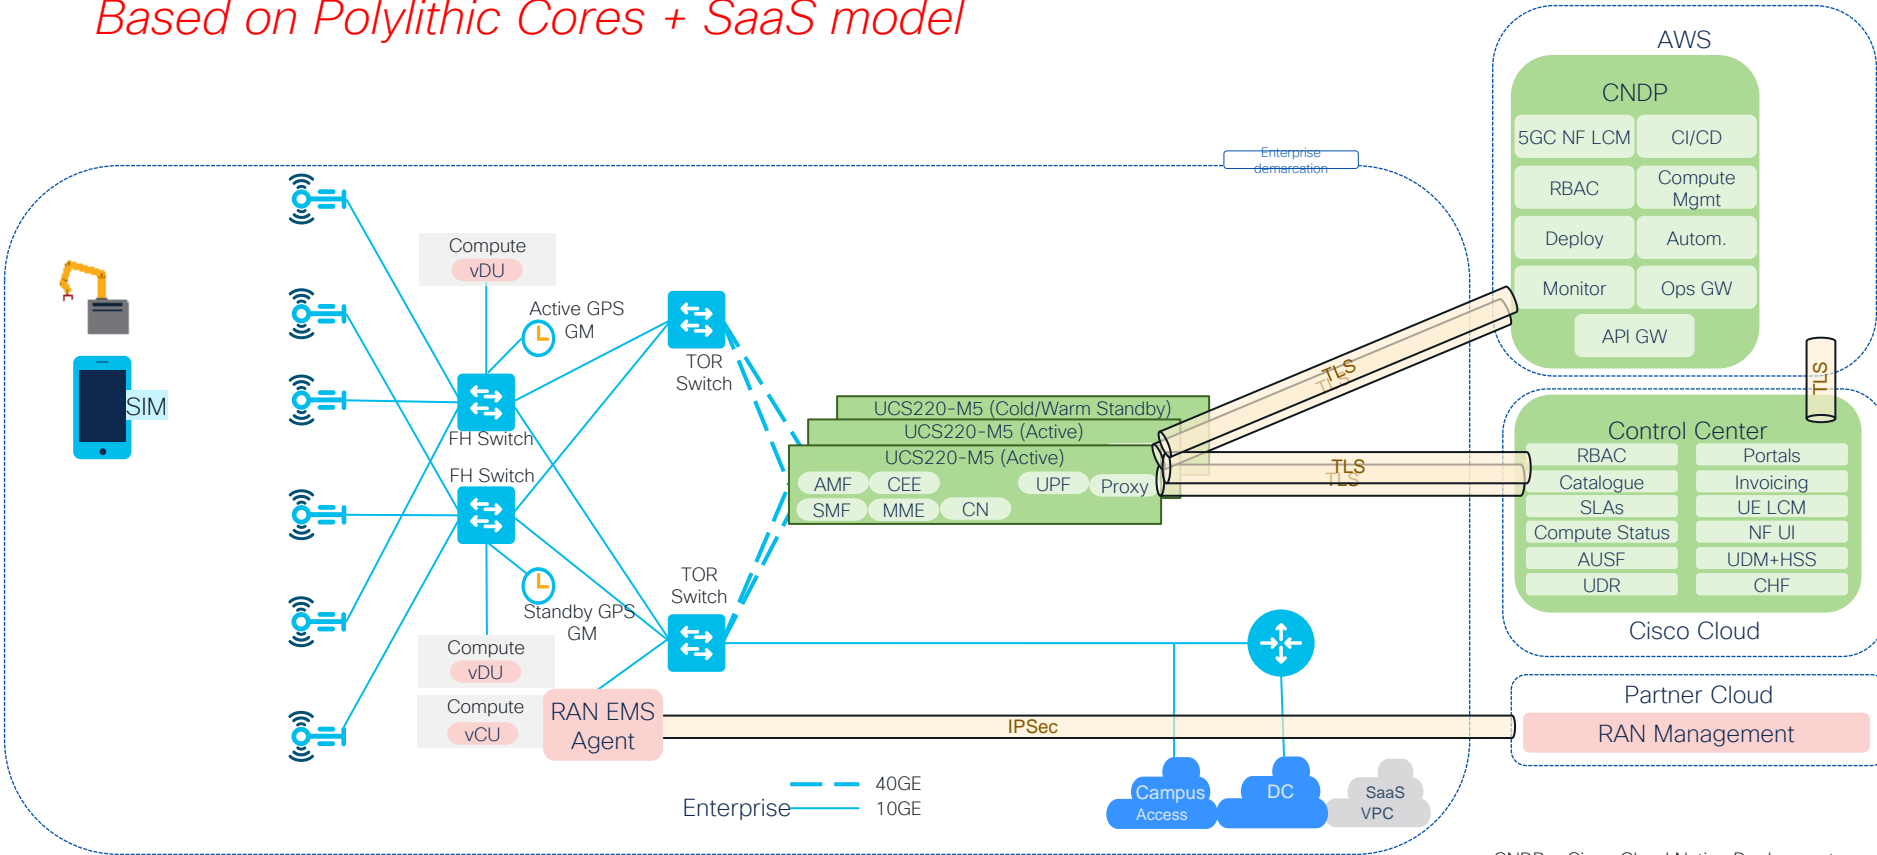 Based on Polylithic Cores + SaaS model
AWS
CNDP
5GC NF LCM
CI/CD
RBAC
Compute
Mgmt
Deploy
Autom.
Monitor
Ops GW
API GW
Enterprise
demarcation
Compute
vDU
Active GPS
GM
TOR
Switch
SIM
FH Switch
FH Switch
UCS220-M5 (Cold/Warm Standby)
UCS220-M5 (Active)
UCS220-M5 (Active)
AMF
CEE
UPF
Proxy
SMF
MME
CN
TLS
TLS
TLS
TLS
TLS
Control Center
RBAC
Portals
Catalogue
Invoicing
SLAs
UE LCM
Compute Status
NF UI
AUSF
UDM+HSS
UDR
CHF
Cisco Cloud
TOR
Switch
Standby GPS
GM
Compute
vDU
Compute
vCU
RAN EMS
Agent
IPSec
Partner Cloud
RAN Management
40GE
Enterprise
10GE
Campus
Access
DC
SaaS
VPC